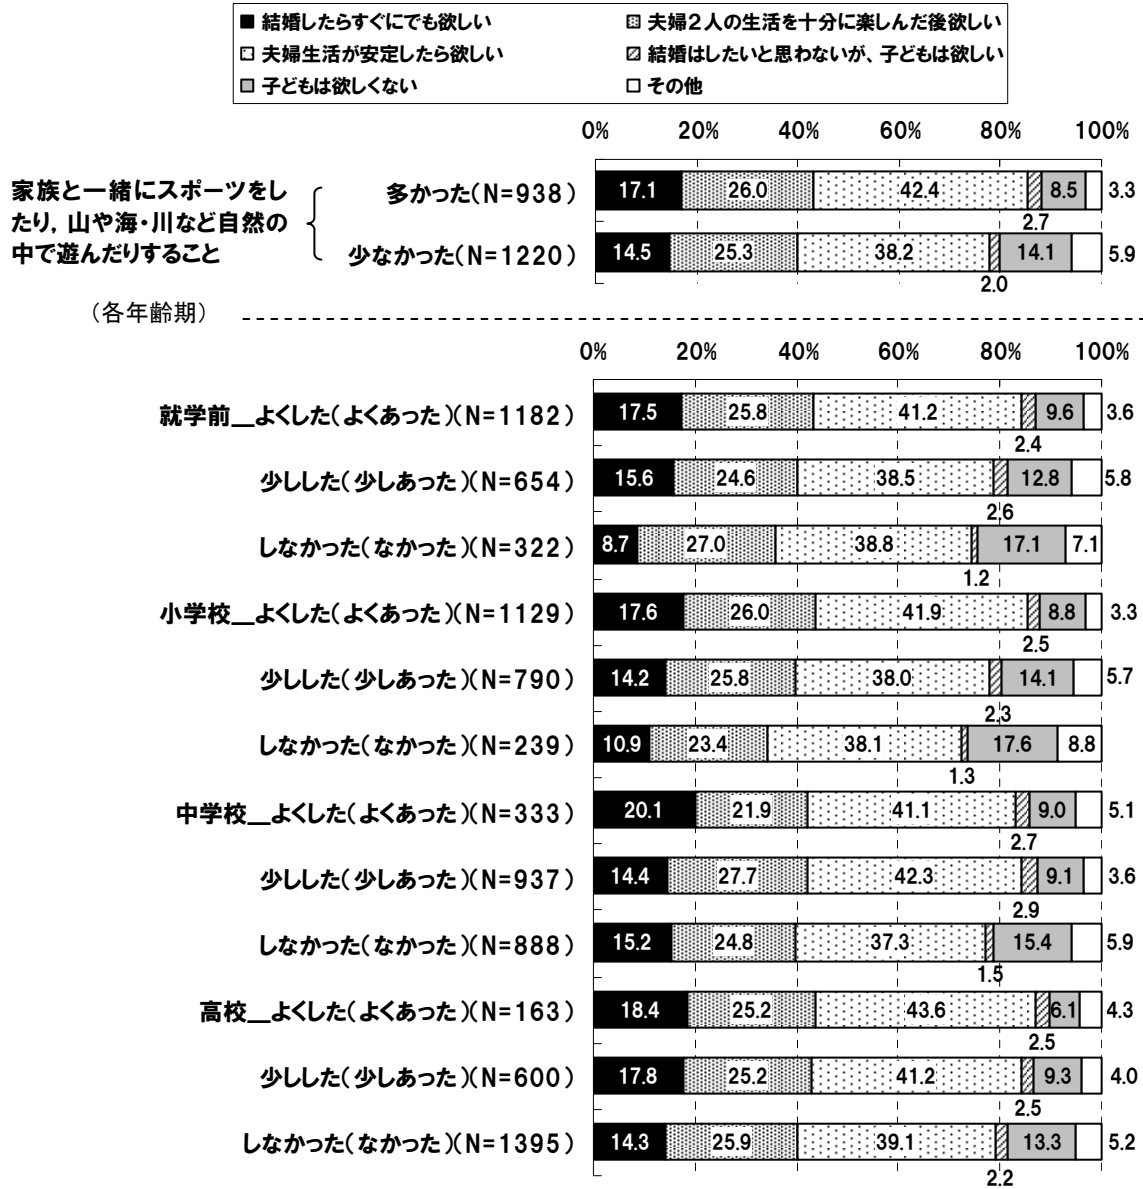 ■ 結婚したらすぐにでも欲しい 夫婦2人の生活を十分に楽しんだ後欲しい
夫婦生活が安定したら欲しい 結婚はしたいと思わないが、子どもは欲しい
子どもは欲しくない □ その他
0% 20% 40% 60% 80% 100%
家族と一緒にスポーツをし
たり，山や海・川など自然の
中で遊んだりすること
多かった(N=938) 17.1 26.0 42.4 2.7 8.5 3.3
少なかった(N=1220) 14.5 25.3 38.2 2.0 14.1 5.9
（各年齢期）
0% 20% 40% 60% 80% 100%
就学前__よくした(よくあった)(N=1182) 17.5 25.8 41.2 2.4 9.6 3.6
少しした(少しあった)(N=654) 15.6 24.6 38.5 2.6 12.8 5.8
しなかった(なかった)(N=322) 8.7 27.0 38.8 1.2 17.1 7.1
小学校__よくした(よくあった)(N=1129) 17.6 26.0 41.9 2.5 8.8 3.3
少しした(少しあった)(N=790) 14.2 25.8 38.0 2.3 14.1 5.7
しなかった(なかった)(N=239) 10.9 23.4 38.1 1.3 17.6 8.8
中学校__よくした(よくあった)(N=333) 20.1 21.9 41.1 2.7 9.0 5.1
少しした(少しあった)(N=937) 14.4 27.7 42.3 2.9 9.1 3.6
しなかった(なかった)(N=888) 15.2 24.8 37.3 1.5 15.4 5.9
高校__よくした(よくあった)(N=163) 18.4 25.2 43.6 2.5 6.1 4.3
少しした(少しあった)(N=600) 17.8 25.2 41.2 2.5 9.3 4.0
しなかった(なかった)(N=1395) 14.3 25.9 39.1 2.2 13.3 5.2